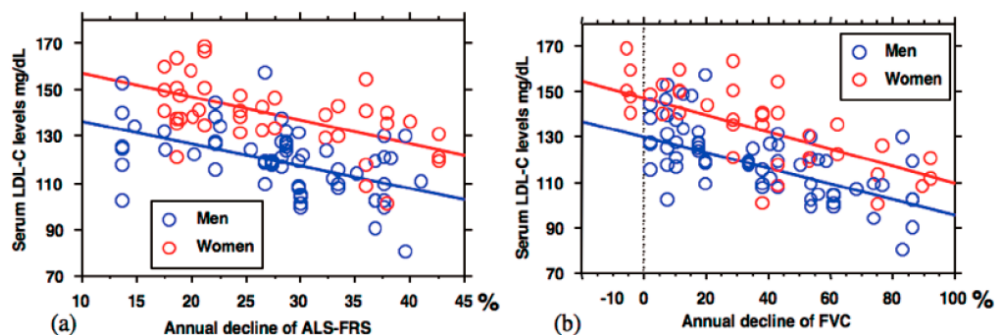 Serum LDL-C levels mg/dL
170
150
130
110
90
70
Men
Women
10 15 20 25 30 35 40 45 %
(a) Annual decline of ALS-FRS
Serum LDL-C levels mg/dL
170
150
130
110
90
70
Men
Women
-10 0 20 40 60 80 100 %
(b) Annual decline of FVC